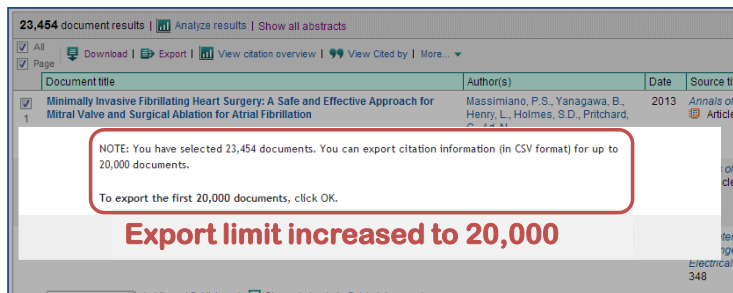 23,454 document results | Analyze results | Show all abstracts
All
Page
Download | Export | View citation overview | View Cited by | More...
Document title Author(s) Date Source ti
1 Minimally Invasive Fibrillating Heart Surgery: A Safe and Effective Approach for Massimiano, P.S., Yanagawa, B., 2013 Annals of
Mitral Valve and Surgical Ablation for Atrial Fibrillation Henry, L., Holmes, S.D., Pritchard, Article
NOTE: You have selected 23,454 documents. You can export citation information (in CSV format) for up to
20,000 documents.
To export the first 20,000 documents, click OK.
Export limit increased to 20,000
Electrical
348